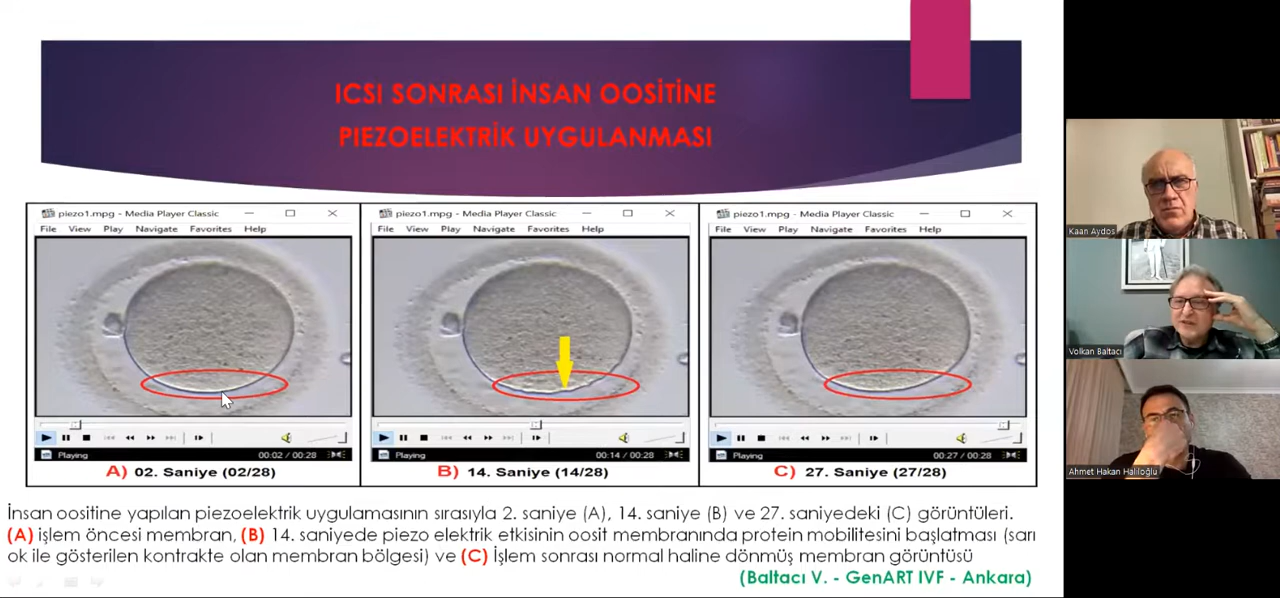 ICSI SONRASI İNSAN OOSİTİNE
PIEZOELEKTRİK UYGULANMASI
piezo1.mpg - Media Player Classic
File View Play Navigate Favorites Help
Playing 00:02 / 00:28
A) 02. Saniye (02/28)
piezo1.mpg - Media Player Classic
File View Play Navigate Favorites Help
Playing 00:14 / 00:28
B) 14. Saniye (14/28)
piezo1.mpg - Media Player Classic
File View Play Navigate Favorites Help
Playing 00:27 / 00:28
C) 27. Saniye (27/28)
İnsan oositine yapılan piezoelektrik uygulamasının sırasıyla 2. saniye (A), 14. saniye (B) ve 27. saniyedeki (C) görüntüleri.
(A) işlem öncesi membran, (B) 14. saniyede piezo elektrik etkisinin oosit membranında protein mobilitesini başlatması (sarı
ok ile gösterilen kontrakte olan membran bölgesi) ve (C) İşlem sonrası normal haline dönmüş membran görüntüsü
(Baltacı V. - GenART IVF - Ankara)
Kaan Aydos
Volkan Baltacı
Ahmet Hakan Haliloğlu